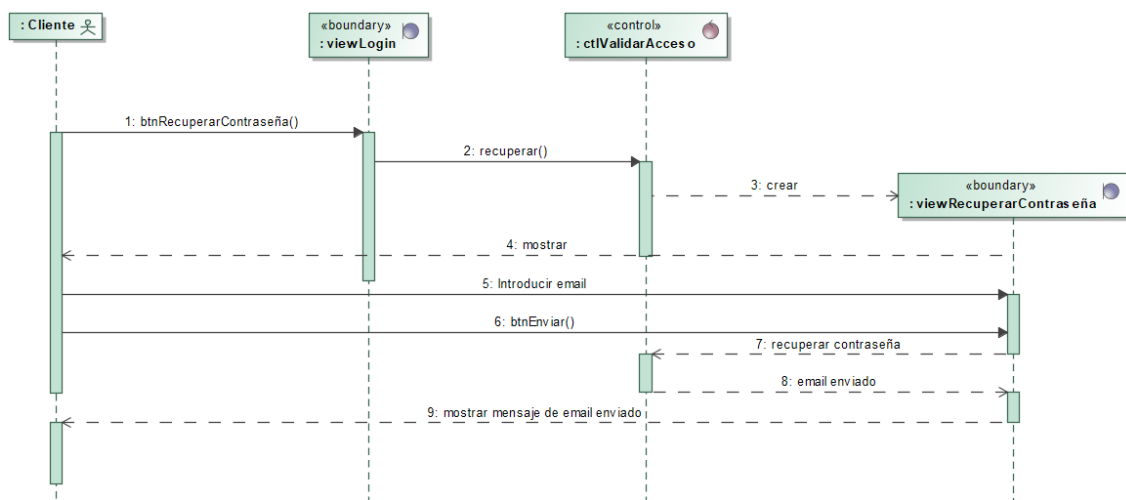 : Cliente
«boundary»
: viewLogin
«control»
: ctlValidarAcceso
1: btnRecuperarContraseña()
2: recuperar()
3: crear
«boundary»
: viewRecuperarContraseña
4: mostrar
5: Introducir email
6: btnEnviar()
7: recuperar contraseña
8: email enviado
9: mostrar mensaje de email enviado